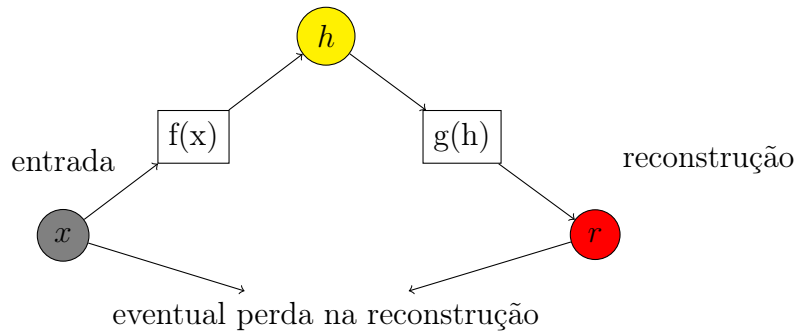 h
f(x)
g(h)
entrada
reconstrução
x
r
eventual perda na reconstrução